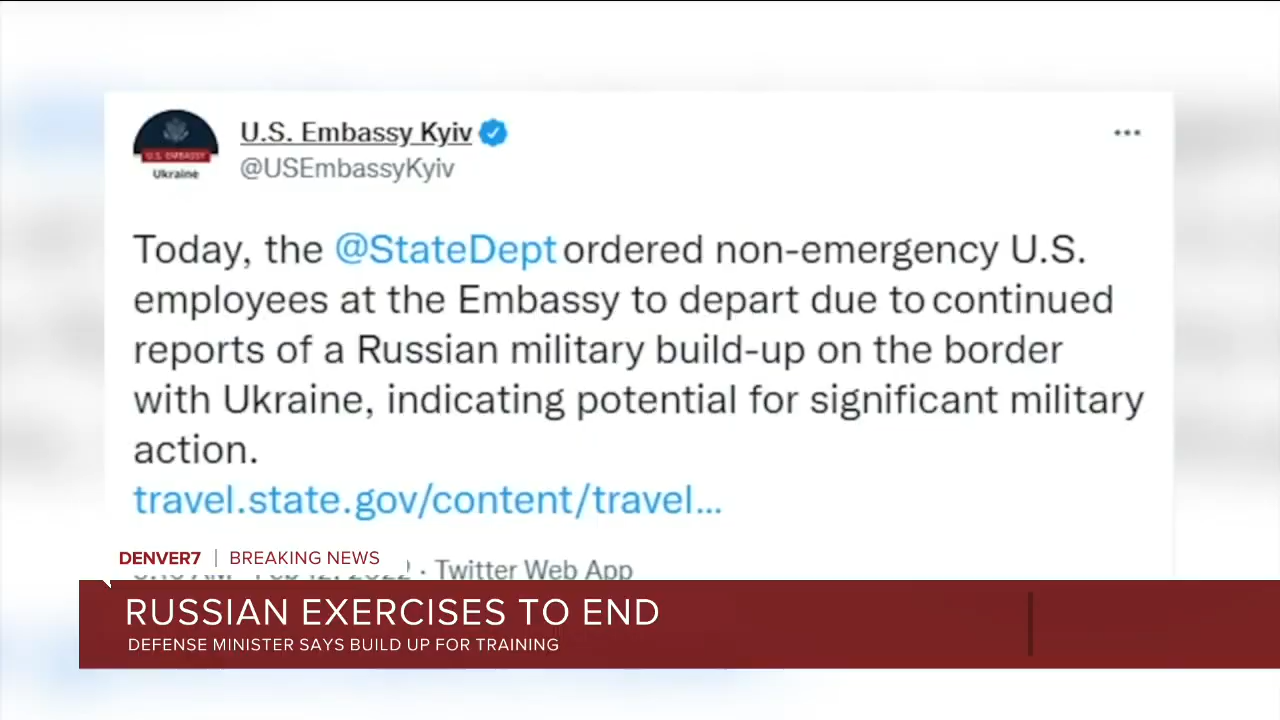 U.S. Embassy Kyiv
@USEmbassyKyiv
U.S. EMBASSY
Ukraine
Today, the @StateDept ordered non-emergency U.S.
employees at the Embassy to depart due to continued
reports of a Russian military build-up on the border
with Ukraine, indicating potential for significant military
action.
travel.state.gov/content/travel...
DENVER7 | BREAKING NEWS
Feb 12, 2022 · Twitter Web App
RUSSIAN EXERCISES TO END
DEFENSE MINISTER SAYS BUILD UP FOR TRAINING